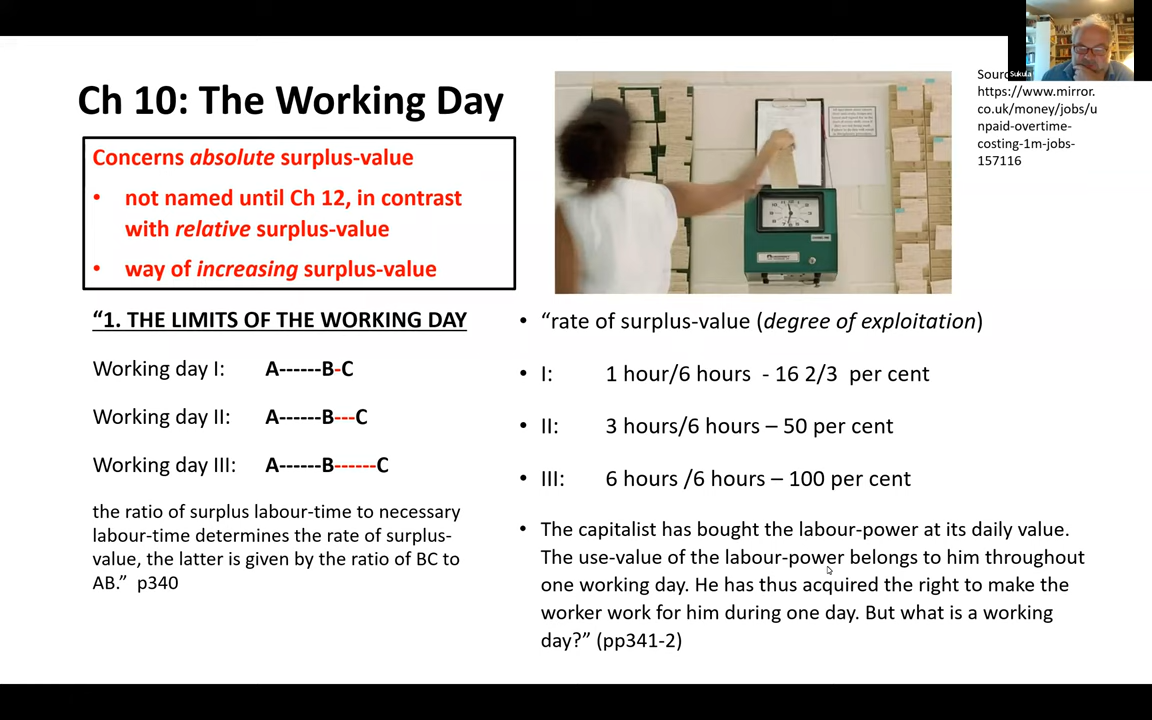 Ch 10: The Working Day
Concerns absolute surplus-value
• not named until Ch 12, in contrast
with relative surplus-value
• way of increasing surplus-value
"1. THE LIMITS OF THE WORKING DAY
Working day I: A------B-C
Working day II: A------B---C
Working day III: A------B------C
the ratio of surplus labour-time to necessary
labour-time determines the rate of surplus-
value, the latter is given by the ratio of BC to
AB." p340
Sukula
https://www.mirror.
co.uk/money/jobs/u
npaid-overtime-
costing-1m-jobs-
157116
• "rate of surplus-value (degree of exploitation)
• I: 1 hour/6 hours - 16 2/3 per cent
• II: 3 hours/6 hours – 50 per cent
• III: 6 hours /6 hours – 100 per cent
• The capitalist has bought the labour-power at its daily value.
The use-value of the labour-power belongs to him throughout
one working day. He has thus acquired the right to make the
worker work for him during one day. But what is a working
day?" (pp341-2)